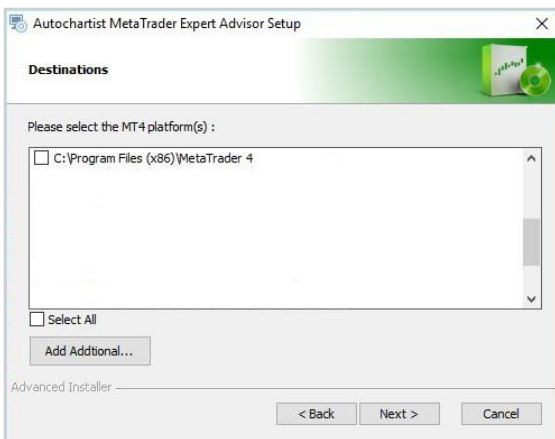 Autochartist MetaTrader Expert Advisor Setup
Destinations
Please select the MT4 platform(s) :
C:\Program Files (x86)\MetaTrader 4
Select All
Add Addtional...
Advanced Installer
< Back Next > Cancel